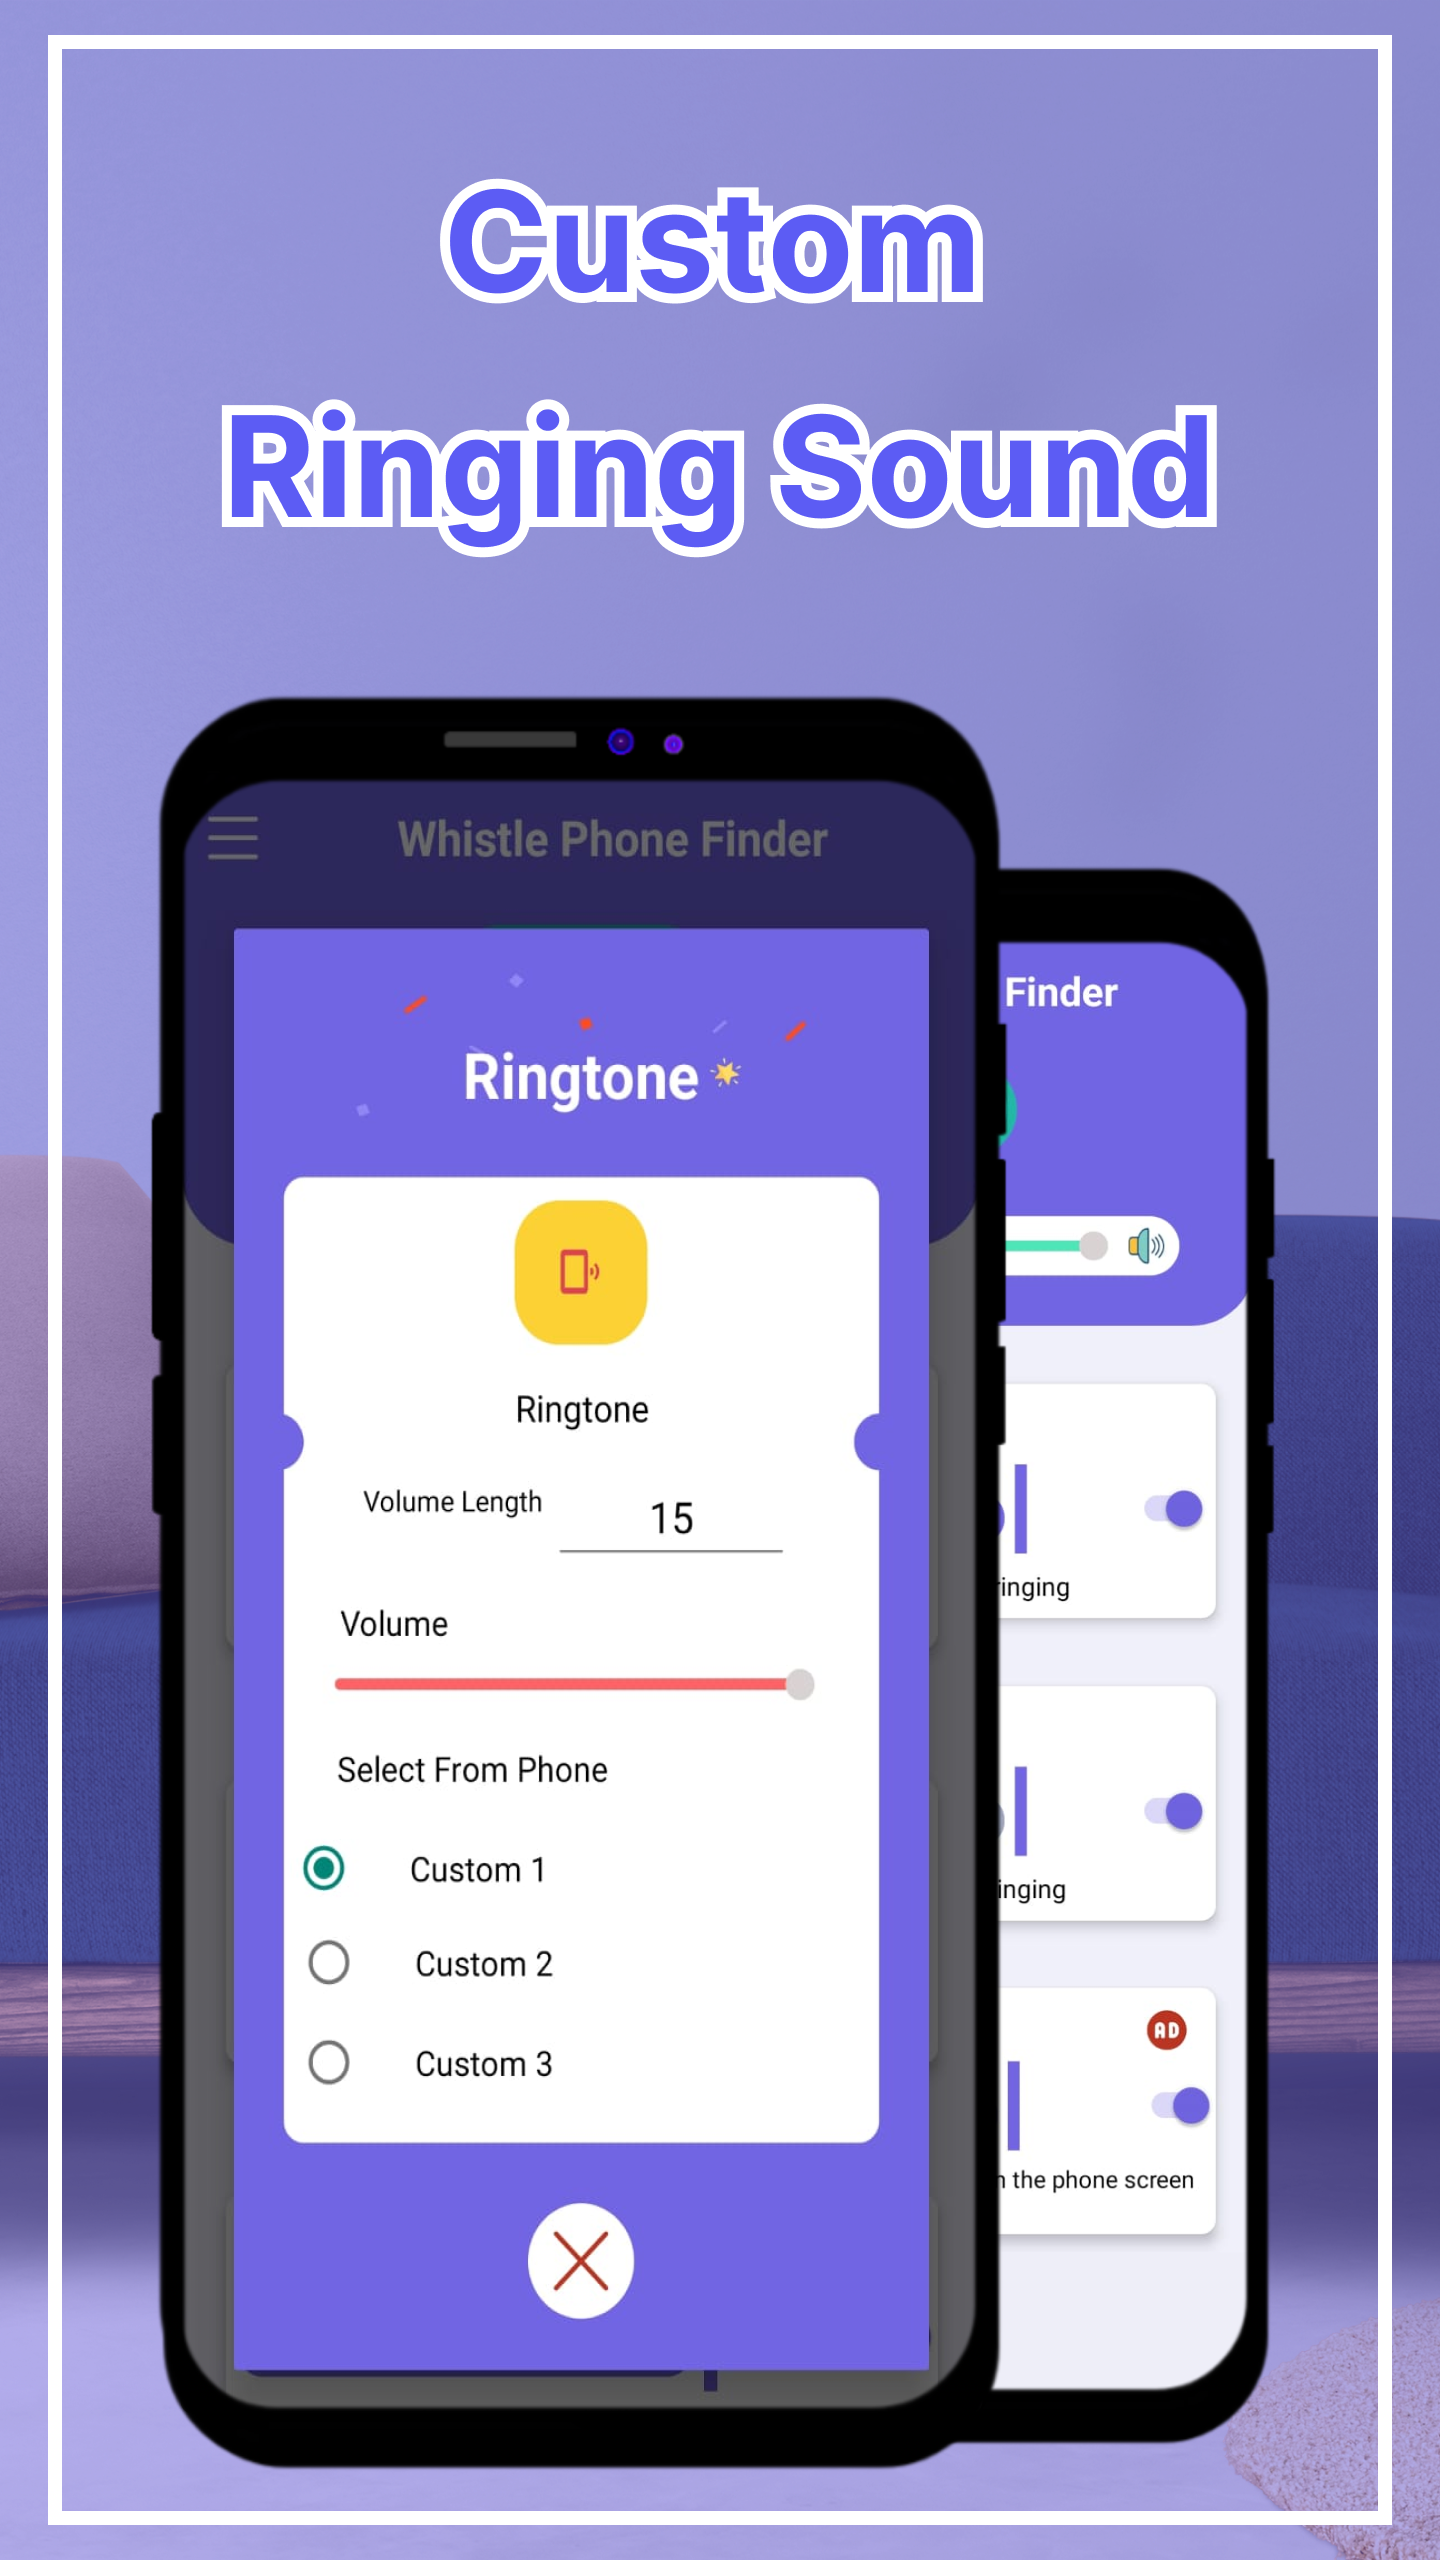 Custom
Ringing Sound
Whistle Phone Finder
Ringtone
Ringtone
Volume Length 15
Volume
Select From Phone
Custom 1
Custom 2
Custom 3
Finder
ringing
inging
AD
the phone screen